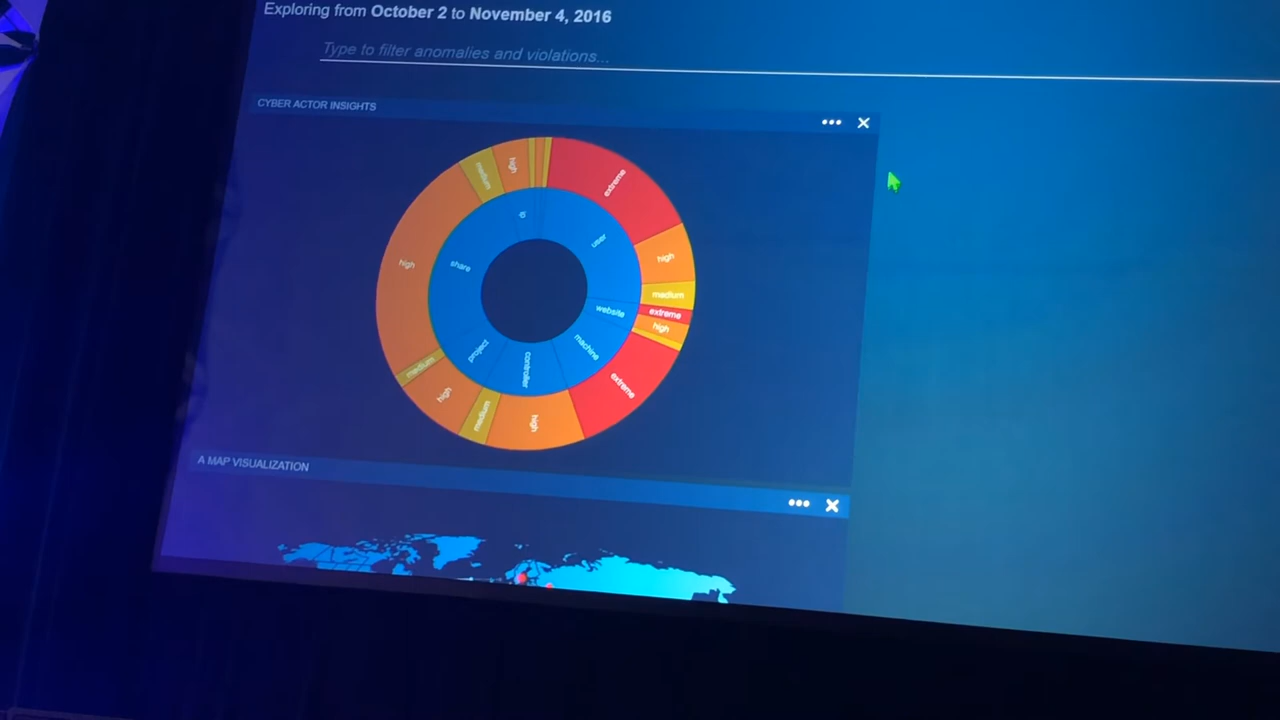 Exploring from October 2 to November 4, 2016
Type to filter anomalies and violations...
CYBER ACTOR INSIGHTS
extreme
high
medium
extreme
high
extreme
high
medium
high
medium
high
medium
high
user
website
machine
controller
project
share
ip
A MAP VISUALIZATION